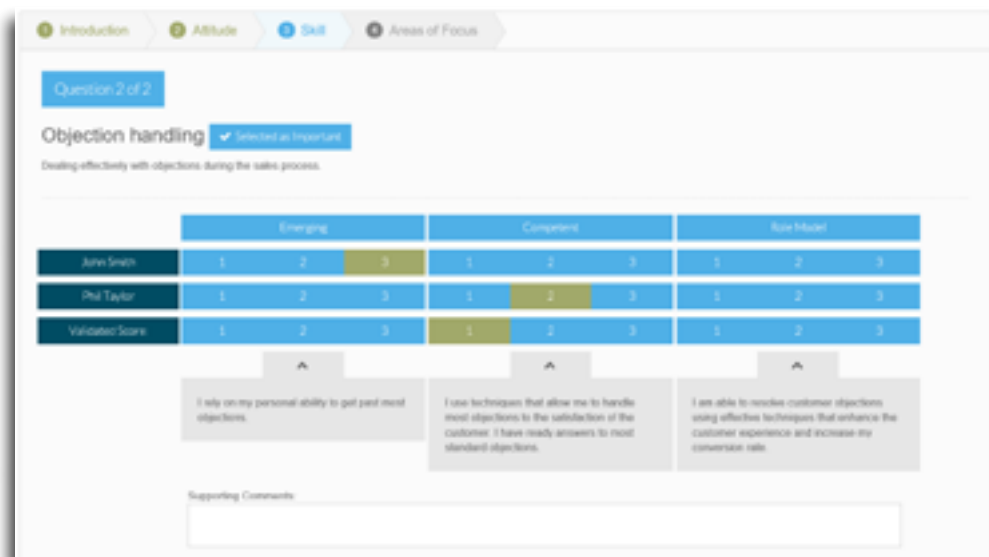 1 Introduction 2 Attitude 3 Skill 4 Areas of Focus
Question 2 of 2
Objection handling Selected as Important
Dealing effectively with objections during the sales process.
Emerging Competent Role Model
John Smith 1 2 3 1 2 3 1 2 3
Phil Taylor 1 2 3 1 2 3 1 2 3
Validated Score 1 2 3 1 2 3 1 2 3
I rely on my personal ability to get past most
objections.
I use techniques that allow me to handle
most objections to the satisfaction of the
customer. I have ready answers to most
standard objections.
I am able to resolve customer objections
using effective techniques that enhance the
customer experience and increase my
conversion rate.
Supporting Comments: